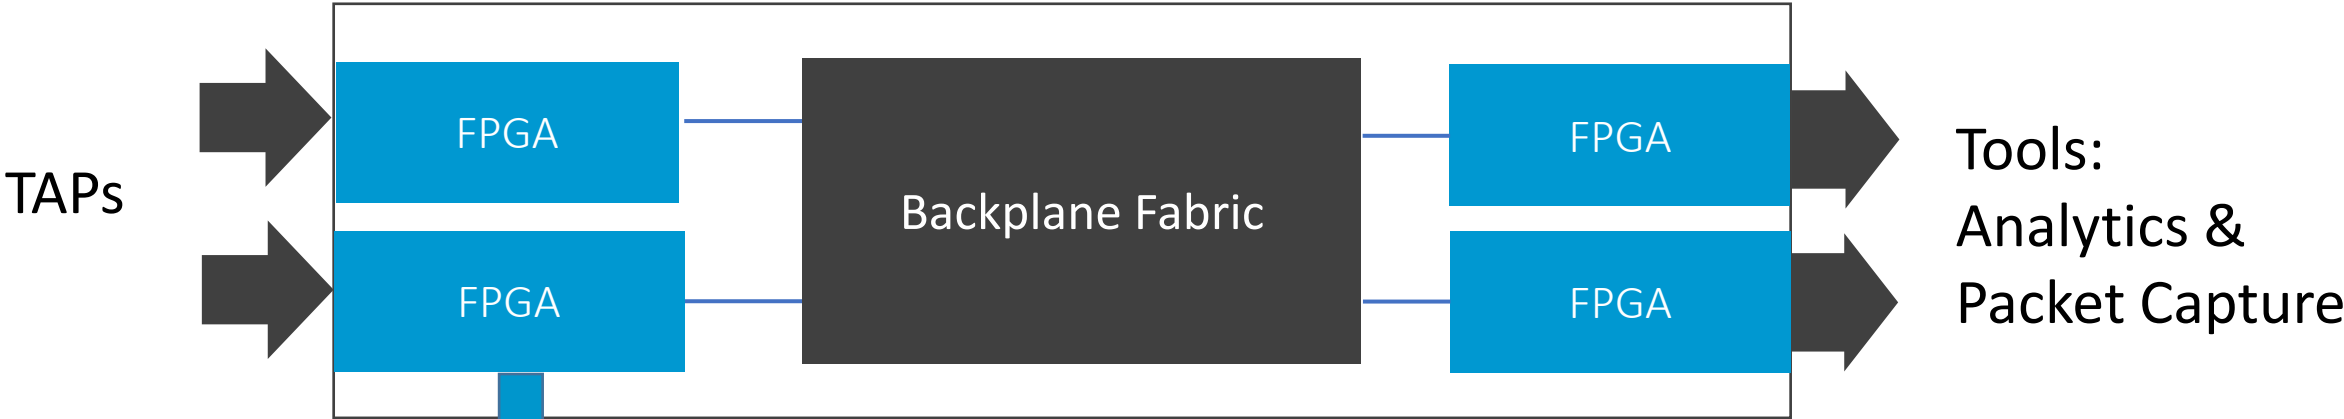 TAPs
FPGA
FPGA
Backplane Fabric
FPGA
FPGA
Tools:
Analytics &
Packet Capture